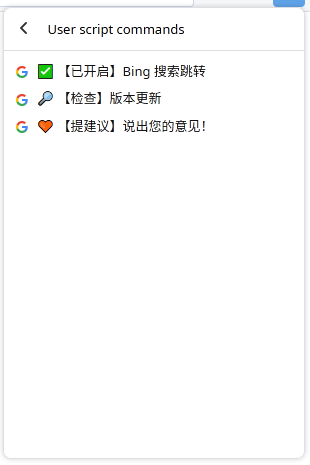 User script commands
✅ 【已开启】Bing 搜索跳转
🔎 【检查】版本更新
🧡 【提建议】说出您的意见！